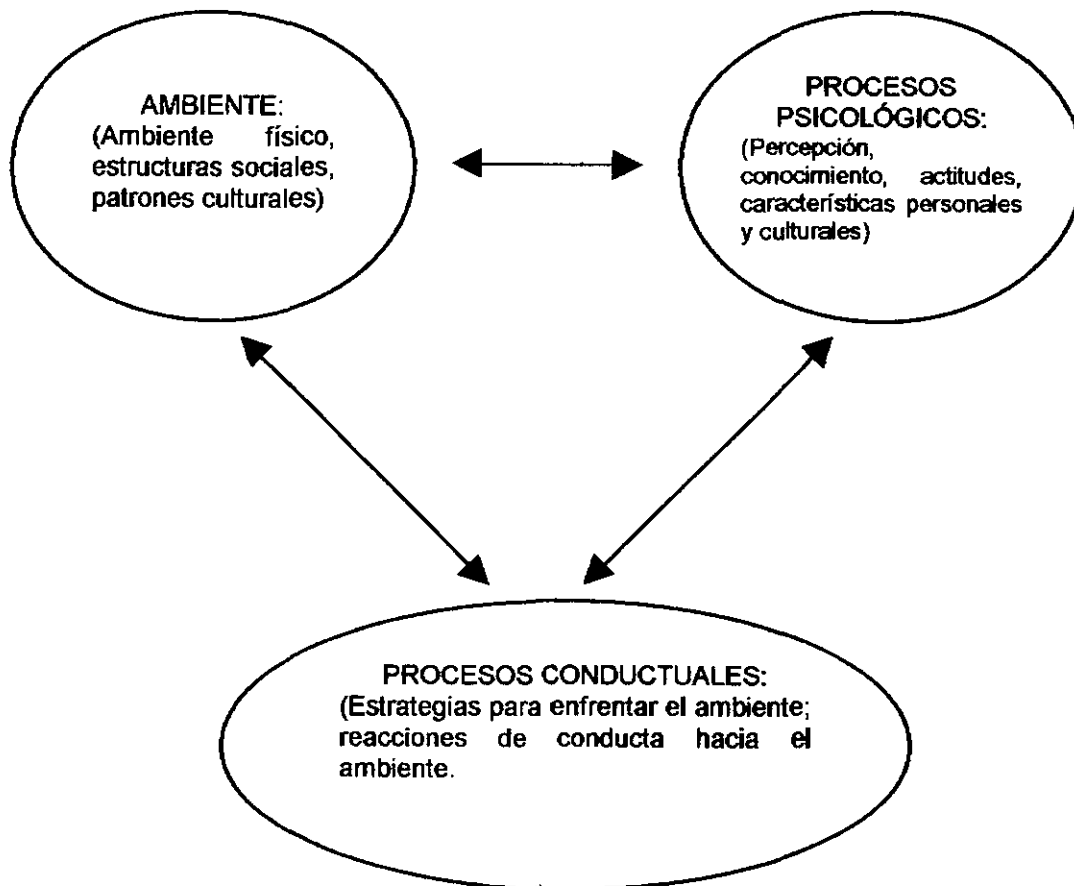 AMBIENTE:
(Ambiente físico,
estructuras sociales,
patrones culturales)
PROCESOS
PSICOLÓGICOS:
(Percepción,
conocimiento, actitudes,
características personales
y culturales)
PROCESOS CONDUCTUALES:
(Estrategias para enfrentar el ambiente;
reacciones de conducta hacia el
ambiente.